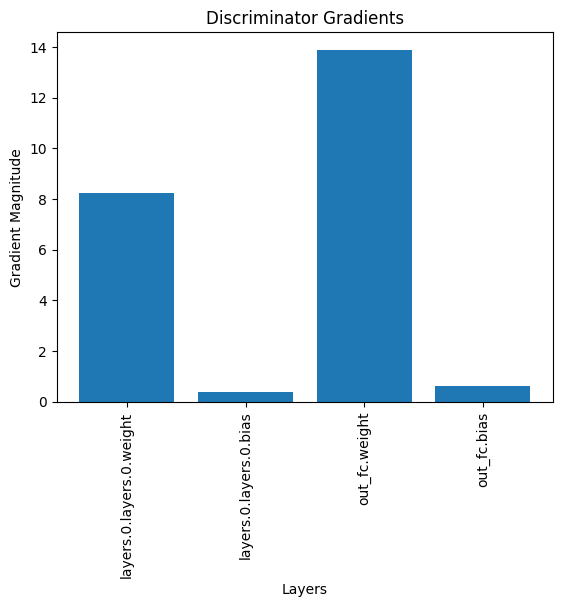 Discriminator Gradients
Gradient Magnitude
14
12
10
8
6
4
2
0
layers.0.layers.0.weight
layers.0.layers.0.bias
out_fc.weight
out_fc.bias
Layers